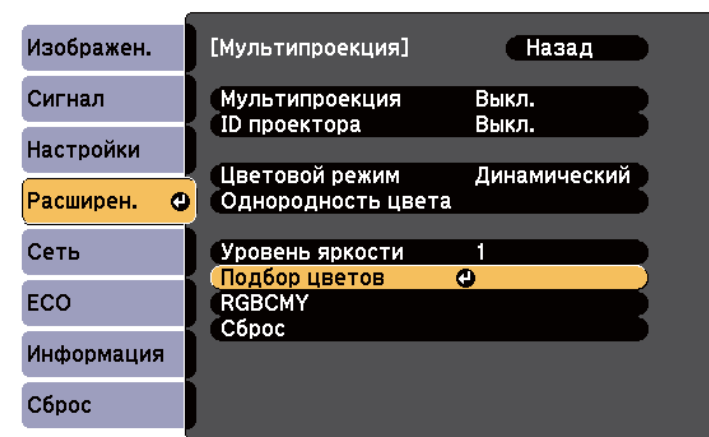 Изображен.
Сигнал
Настройки
Расширен.
Сеть
ECO
Информация
Сброс
[Мультипроекция] Назад
Мультипроекция Выкл.
ID проектора Выкл.
Цветовой режим Динамический
Однородность цвета
Уровень яркости 1
Подбор цветов
RGBCMY
Сброс